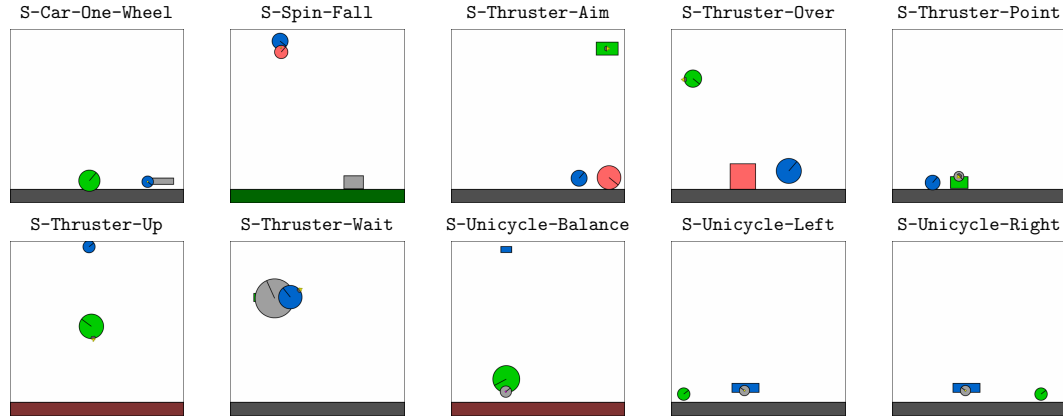 S-Car-One-Wheel S-Spin-Fall S-Thruster-Aim S-Thruster-Over S-Thruster-Point
S-Thruster-Up S-Thruster-Wait S-Unicycle-Balance S-Unicycle-Left S-Unicycle-Right